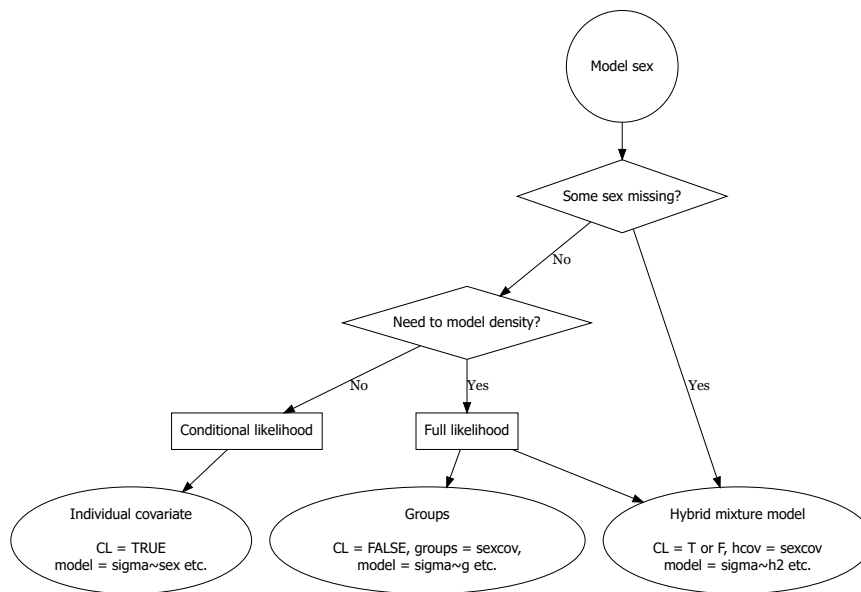 Model sex
Some sex missing?
No
Need to model density?
No
Yes
Yes
Conditional likelihood
Full likelihood
Individual covariate
CL = TRUE
model = sigma~sex etc.
Groups
CL = FALSE, groups = sexcov,
model = sigma~g etc.
Hybrid mixture model
CL = T or F, hcov = sexcov
model = sigma~h2 etc.